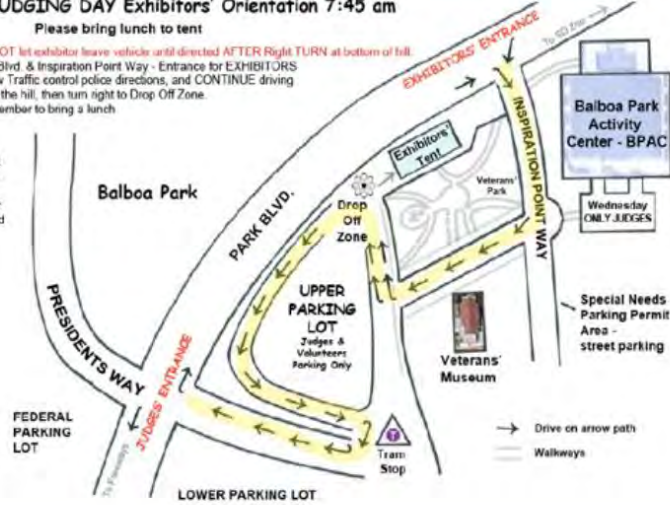 UDGING DAY Exhibitors' Orientation 7:45 am
Please bring lunch to tent
OT let exhibitor leave vehicle until directed AFTER Right TURN at bottom of hill.
Blvd. & Inspiration Point Way - Entrance for EXHIBITORS
w Traffic control police directions, and CONTINUE driving
the hill, then turn right to Drop Off Zone.
ember to bring a lunch
EXHIBITORS' ENTRANCE
To SD Zoo
INSPIRATION POINT WAY
Balboa Park
Activity
Center - BPAC
Exhibitors'
Tent
Veterans'
Park
Wednesday
ONLY JUDGES
Balboa Park
PARK BLVD.
Drop
Off
Zone
UPPER
PARKING
LOT
Judges &
Volunteers
Parking Only
Special Needs
Parking Permit
Area -
street parking
Veterans'
Museum
PRESIDENTS WAY
JUDGES' ENTRANCE
FEDERAL
PARKING
LOT
To Freeways
T
Tram
Stop
Drive on arrow path
Walkways
LOWER PARKING LOT